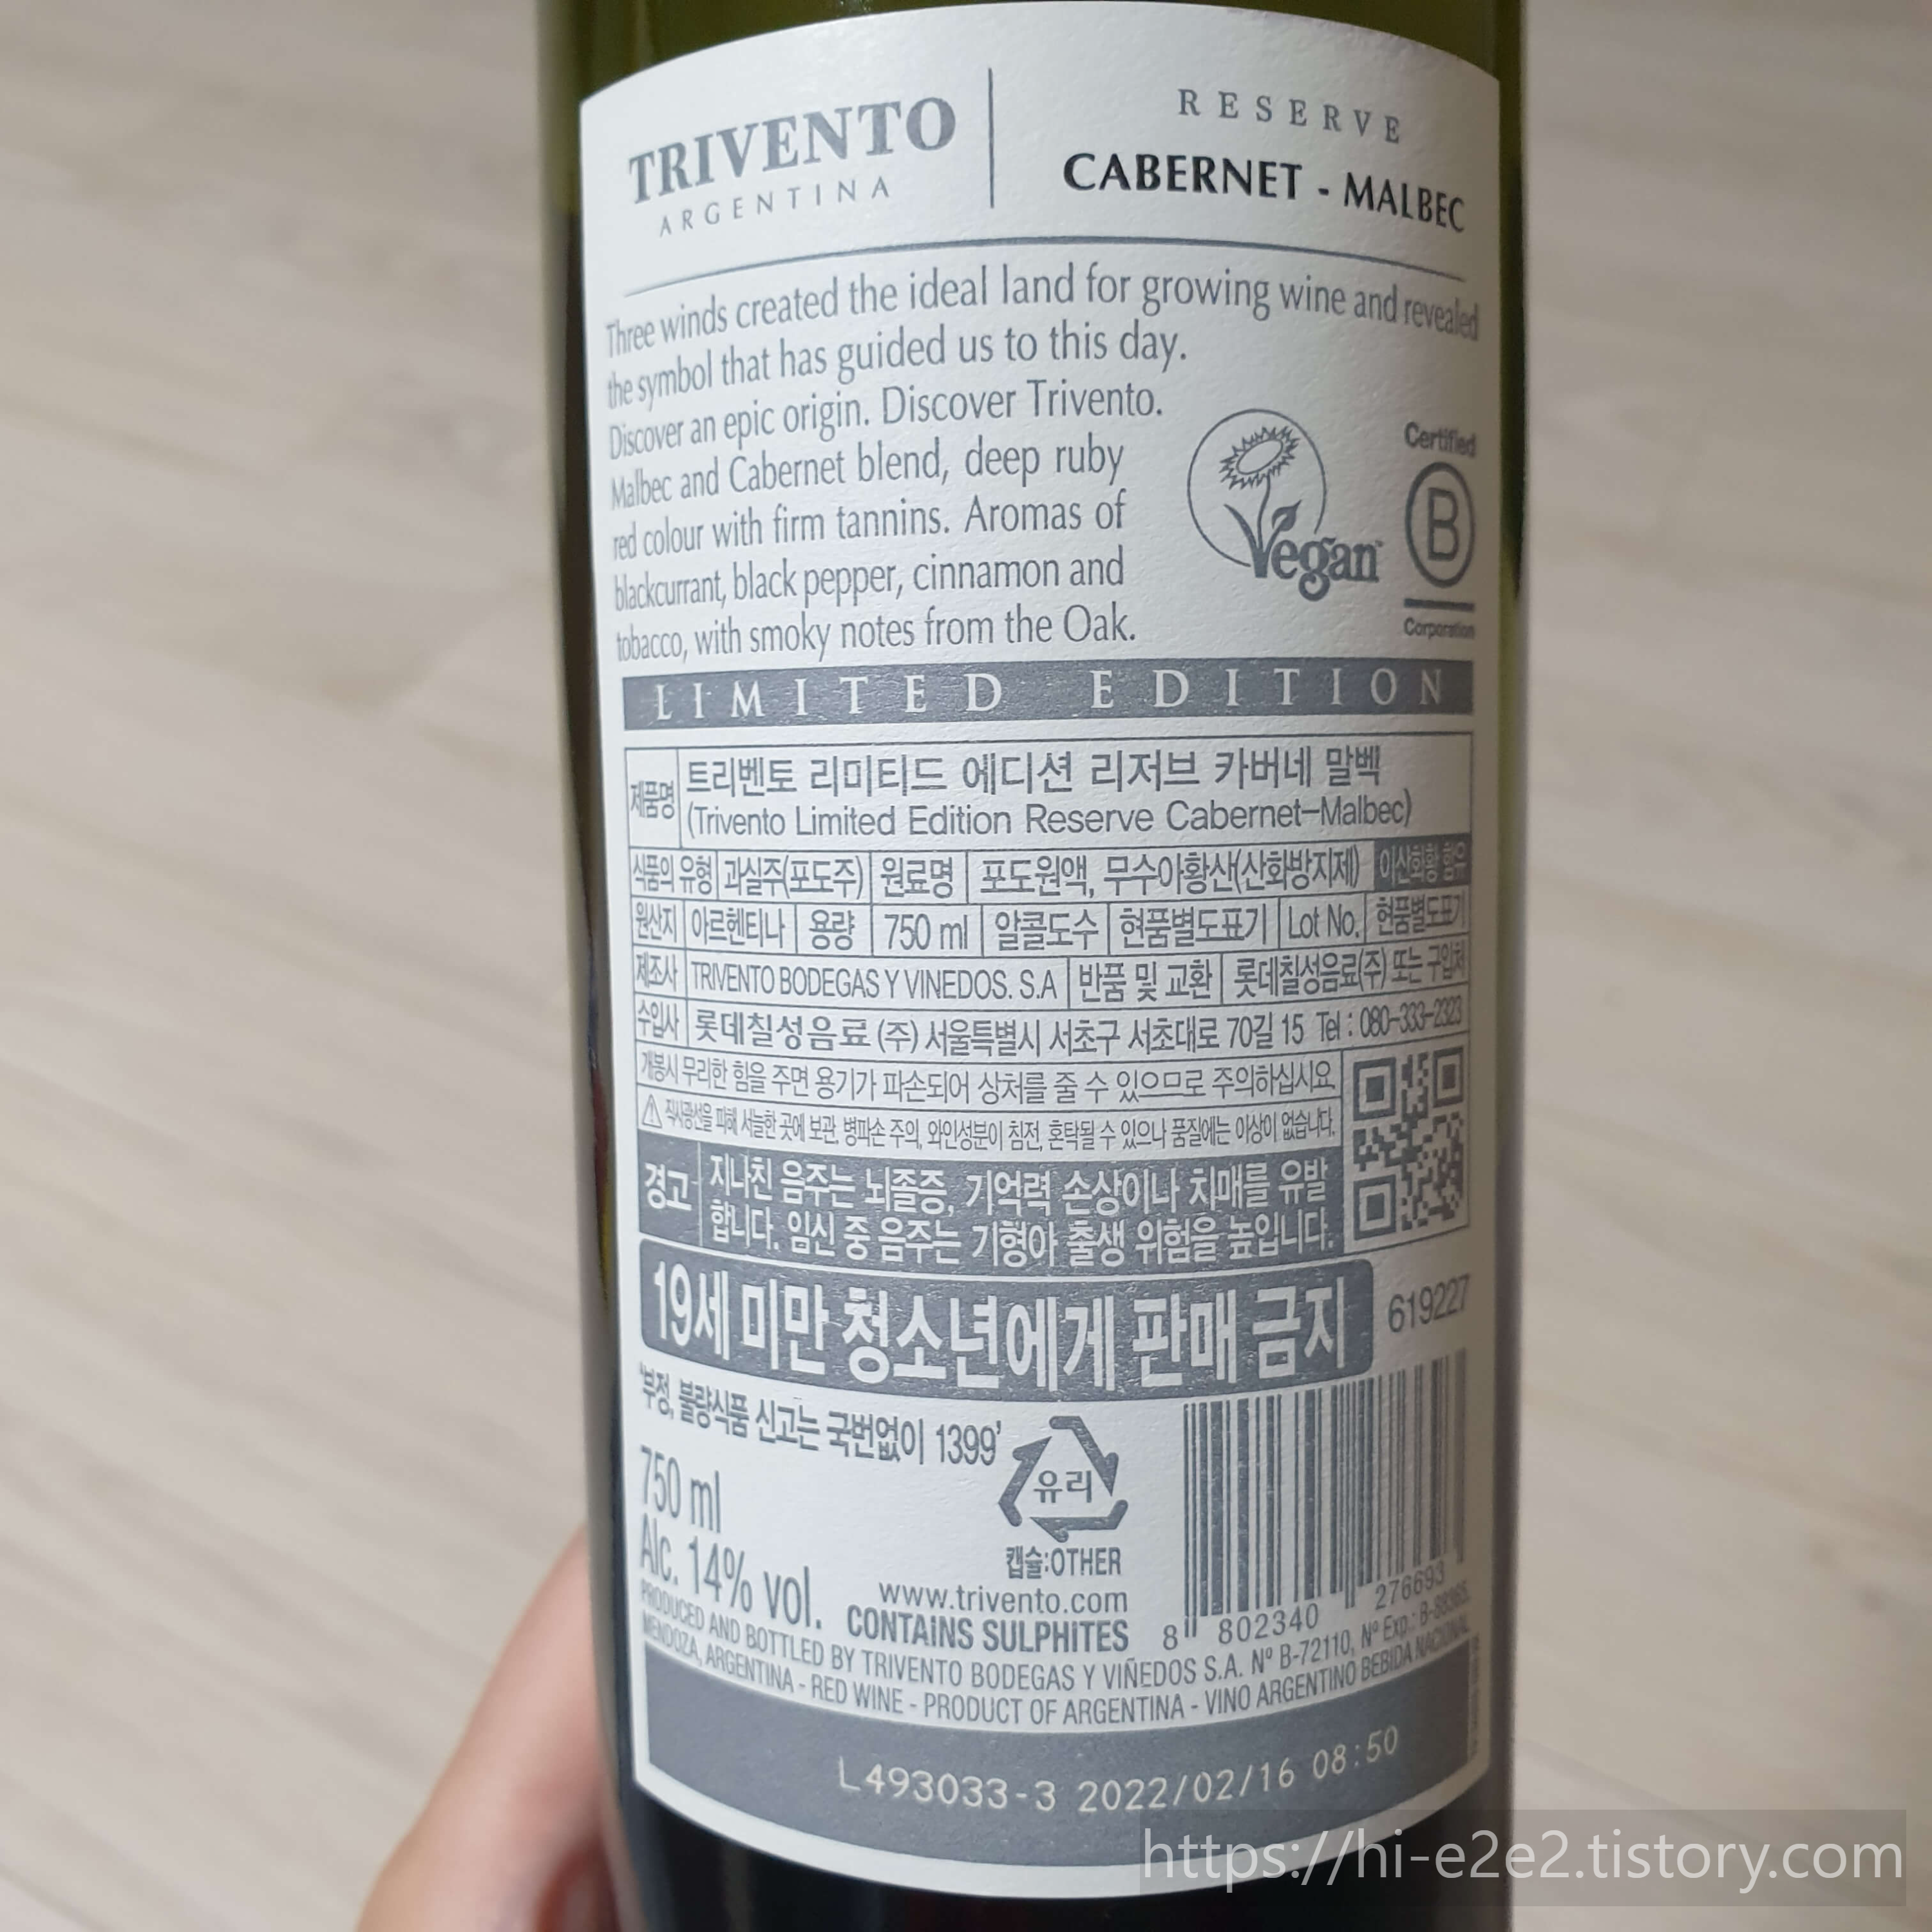 TRIVENTO
ARGENTINA
RESERVE
CABERNET - MALBEC
Three winds created the ideal land for growing wine and revealed
the symbol that has guided us to this day.
Discover an epic origin. Discover Trivento.
Malbec and Cabernet blend, deep ruby
red colour with firm tannins. Aromas of
blackcurrant, black pepper, cinnamon and
tobacco, with smoky notes from the Oak.
Vegan
Certified
B
Corporation
LIMITED EDITION
제품명 트리벤토 리미티드 에디션 리저브 카버네 말벡
(Trivento Limited Edition Reserve Cabernet-Malbec)
식품의 유형 과실주(포도주) 원료명 포도원액, 무수아황산(산화방지제) 이산화황 함유
원산지 아르헨티나 용량 750 ml 알콜도수 현품별도표기 Lot No. 현품별도표기
제조사 TRIVENTO BODEGAS Y VINEDOS. S.A 반품 및 교환 롯데칠성음료(주) 또는 구입처
수입사 롯데칠성음료 (주) 서울특별시 서초구 서초대로 70길 15 Tel : 080-333-2323
개봉시 무리한 힘을 주면 용기가 파손되어 상처를 줄 수 있으므로 주의하십시요
직사광선을 피해 서늘한 곳에 보관. 병파손 주의, 와인성분이 침전, 혼탁될 수 있으나 품질에는 이상이 없습니다.
경고 지나친 음주는 뇌졸증, 기억력 손상이나 치매를 유발
합니다. 임신 중 음주는 기형아 출생 위험을 높입니다.
19세 미만 청소년에게 판매 금지
619227
'부정, 불량식품 신고는 국번없이 1399'
유리
캡슐:OTHER
750 ml
Alc. 14% vol.
www.trivento.com
CONTAINS SULPHITES
8 802340 276693
PRODUCED AND BOTTLED BY TRIVENTO BODEGAS Y VIÑEDOS S.A. Nº B-72110, Nº Exp.:
MENDOZA, ARGENTINA - RED WINE - PRODUCT OF ARGENTINA - VINO ARGENTINO BEBIDA NACIONAL
L493033-3 2022/02/16 08:50
https://hi-e2e2.tistory.com